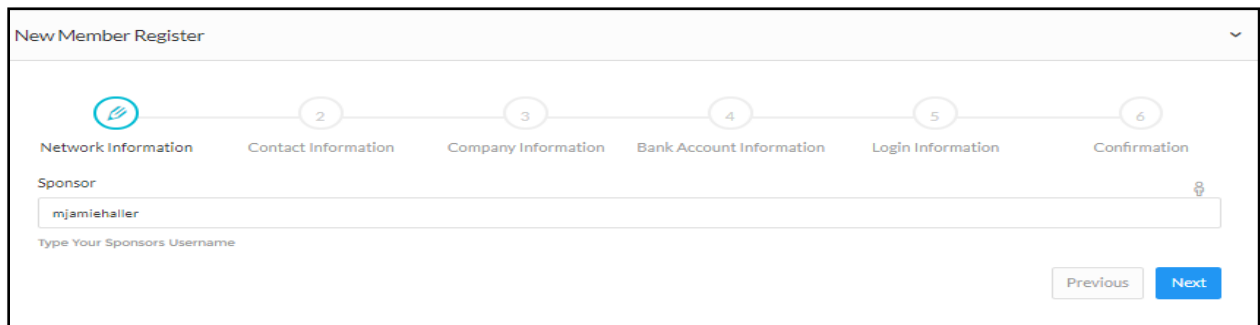 New Member Register
2 3 4 5 6
Network Information Contact Information Company Information Bank Account Information Login Information Confirmation
Sponsor
mjamiehaller
Type Your Sponsors Username
Previous Next